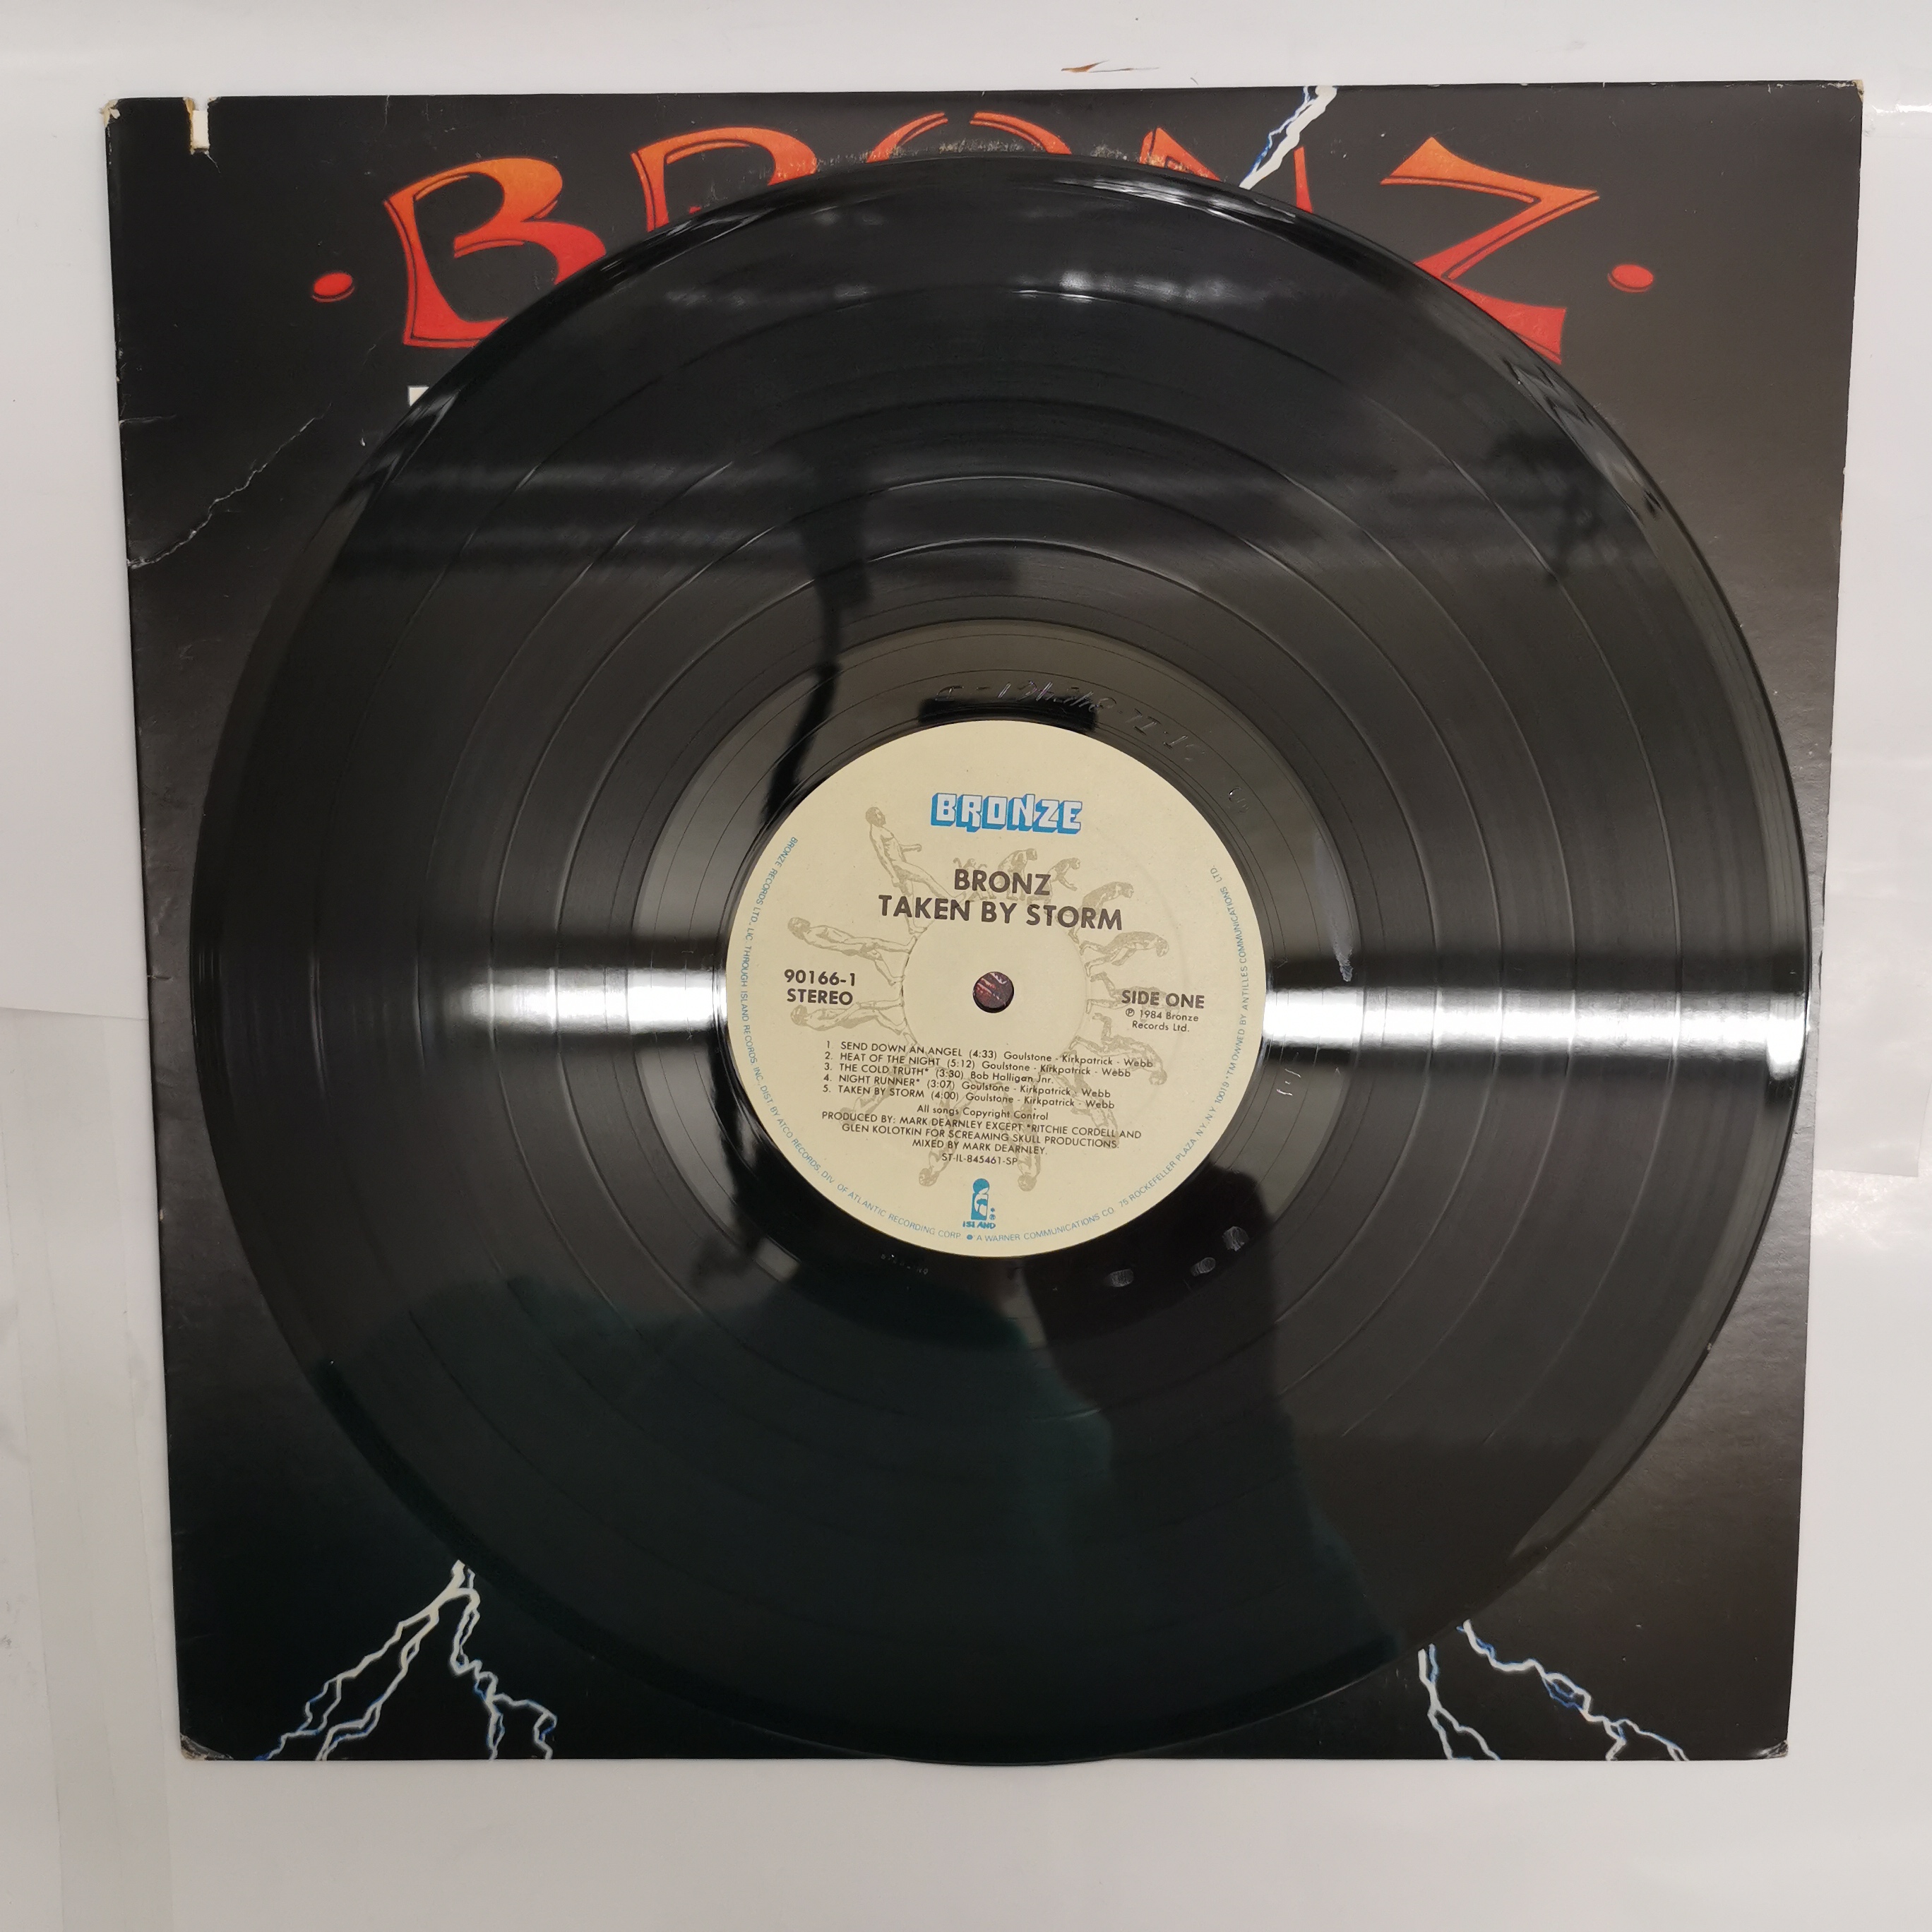 BRONZ
BRONZE
BRONZ
TAKEN BY STORM
90166-1
STEREO
SIDE ONE
℗ 1984 Bronze
Records Ltd.
1 SEND DOWN AN ANGEL (4:33) Goulstone - Kirkpatrick - Webb
2. HEAT OF THE NIGHT (5:12) Goulstone - Kirkpatrick - Webb
3. THE COLD TRUTH* (3:30) Bob Halligan Jnr.
4. NIGHT RUNNER* (3:07) Goulstone - Kirkpatrick - Webb
5. TAKEN BY STORM (4:00) Goulstone - Kirkpatrick - Webb
All songs Copyright Control
PRODUCED BY: MARK DEARNLEY EXCEPT *RITCHIE CORDELL AND
GLEN KOLOTKIN FOR SCREAMING SKULL PRODUCTIONS.
MIXED BY MARK DEARNLEY.
ST-IL-845461-SP
ISLAND
BRONZE RECORDS LTD., LIC. THROUGH ISLAND RECORDS, INC. DIST BY ATCO RECORDS, DIV. OF ATLANTIC RECORDING CORP. ● A WARNER COMMUNICATIONS CO. 75 ROCKEFELLER PLAZA, N.Y., N.Y. 10019 *TM OWNED BY ANTILLES COMMUNICATIONS LTD.